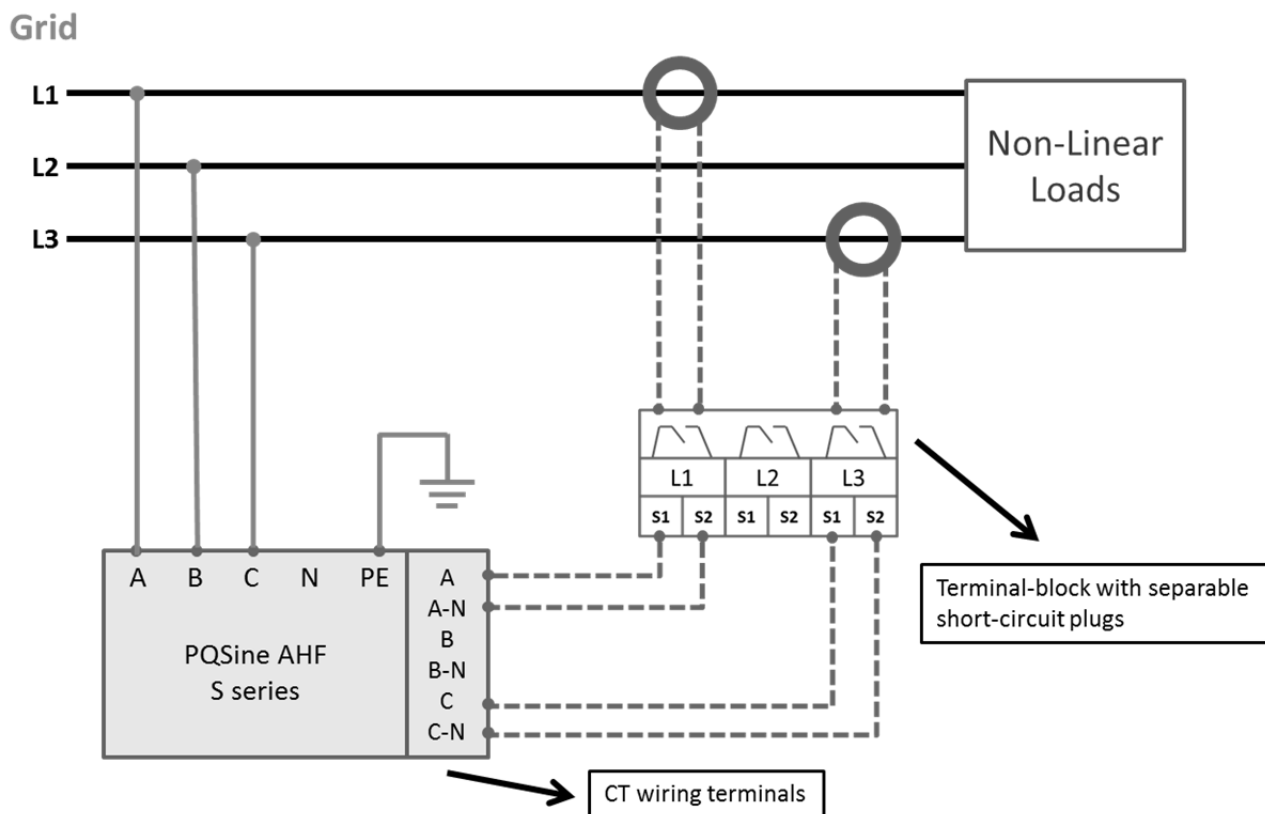 Grid
L1
L2
L3
Non-Linear
Loads
L1 L2 L3
S1 S2 S1 S2 S1 S2
A B C N PE
PQSine AHF
S series
A
A-N
B
B-N
C
C-N
Terminal-block with separable
short-circuit plugs
CT wiring terminals